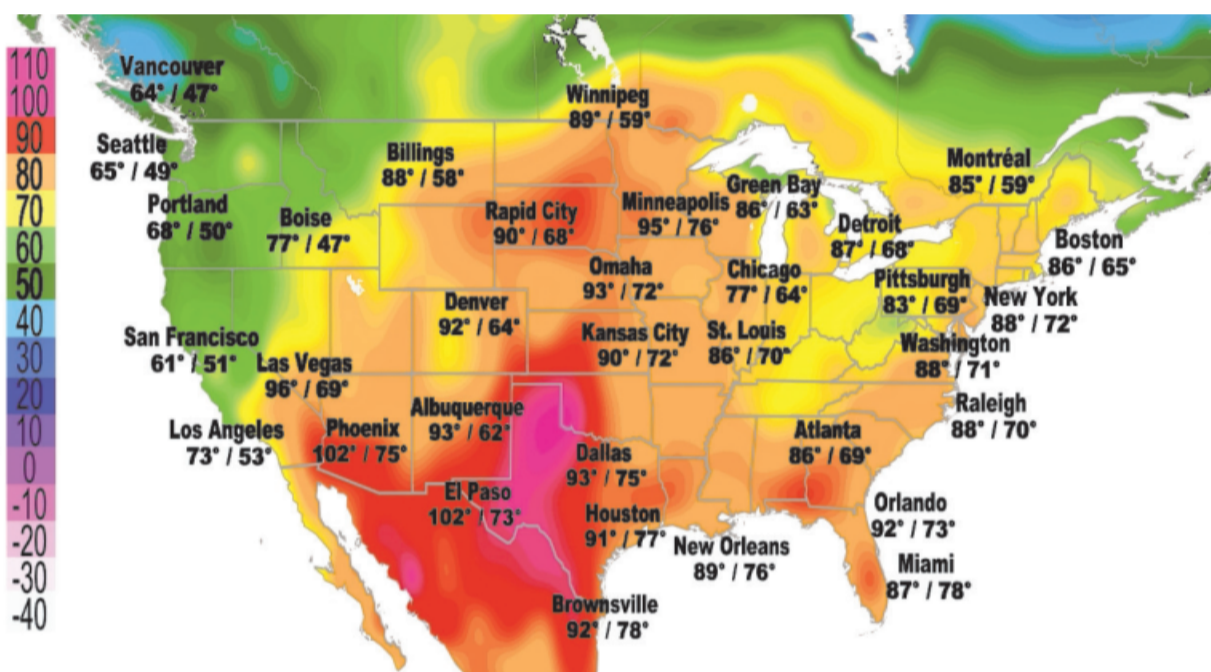 110
100
90
80
70
60
50
40
30
20
10
0
-10
-20
-30
-40
Vancouver
64° / 47°
Seattle
65° / 49°
Portland
68° / 50°
Boise
77° / 47°
Billings
88° / 58°
Winnipeg
89° / 59°
Rapid City
90° / 68°
Minneapolis
95° / 76°
Green Bay
86° / 63°
Montréal
85° / 59°
Detroit
87° / 68°
Boston
86° / 65°
Omaha
93° / 72°
Chicago
77° / 64°
Pittsburgh
83° / 69°
New York
88° / 72°
Denver
92° / 64°
San Francisco
61° / 51°
Las Vegas
96° / 69°
Kansas City
90° / 72°
St. Louis
86° / 70°
Washington
88° / 71°
Raleigh
88° / 70°
Los Angeles
73° / 53°
Phoenix
102° / 75°
Albuquerque
93° / 62°
Dallas
93° / 75°
Atlanta
86° / 69°
El Paso
102° / 73°
Houston
91° / 77°
New Orleans
89° / 76°
Orlando
92° / 73°
Miami
87° / 78°
Brownsville
92° / 78°